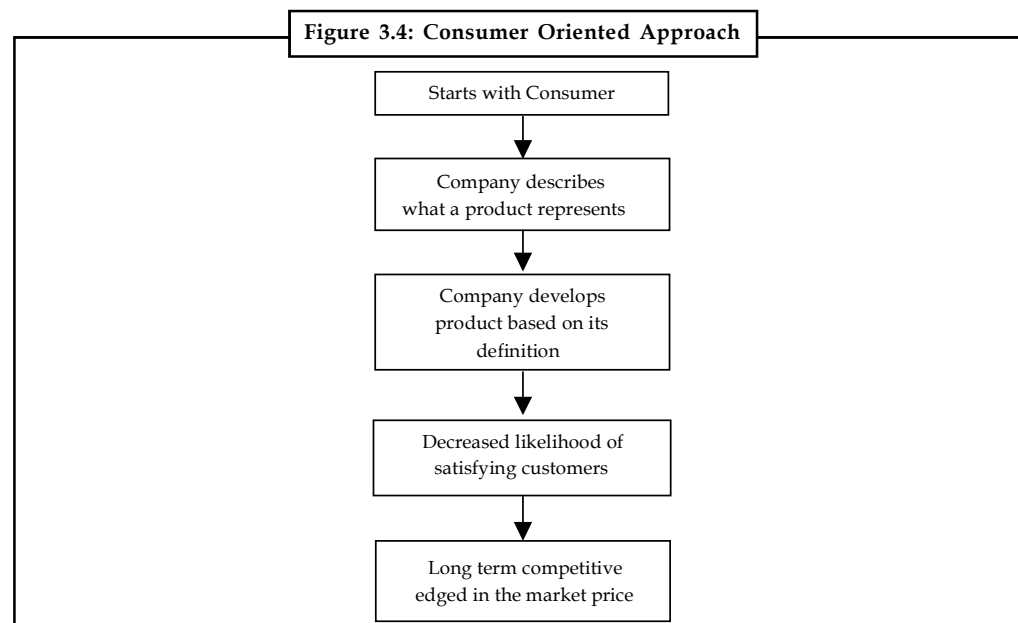 Figure 3.4: Consumer Oriented Approach
Starts with Consumer
Company describes
what a product represents
Company develops
product based on its
definition
Decreased likelihood of
satisfying customers
Long term competitive
edged in the market price